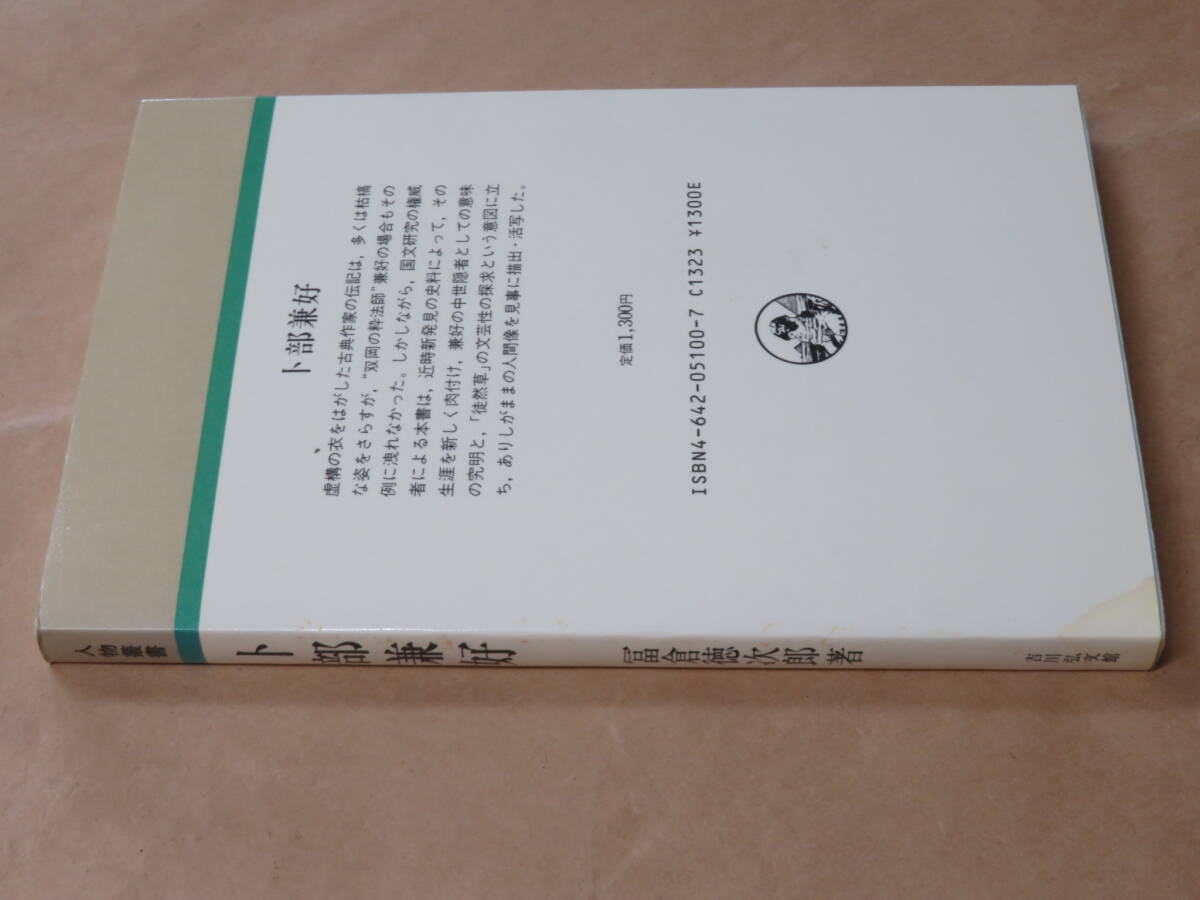 卜部兼好
虚構の衣をはがした古典作家の伝記は，多くは枯槁
な姿をさらすが，“双岡の粋法師”兼好の場合もその
例に洩れなかった。しかしながら，国文研究の権威
者による本書は，近時新発見の史料によって，その
生涯を新しく肉付け，兼好の中世隠者としての意味
の究明と，「徒然草」の文芸性の探求という意図に立
ち，ありしがままの人間像を見事に描出・活写した。
定価1,300円
ISBN4-642-05100-7 C1323 ¥1300E
人物叢書
卜部兼好
冨倉徳次郎著
吉川弘文館